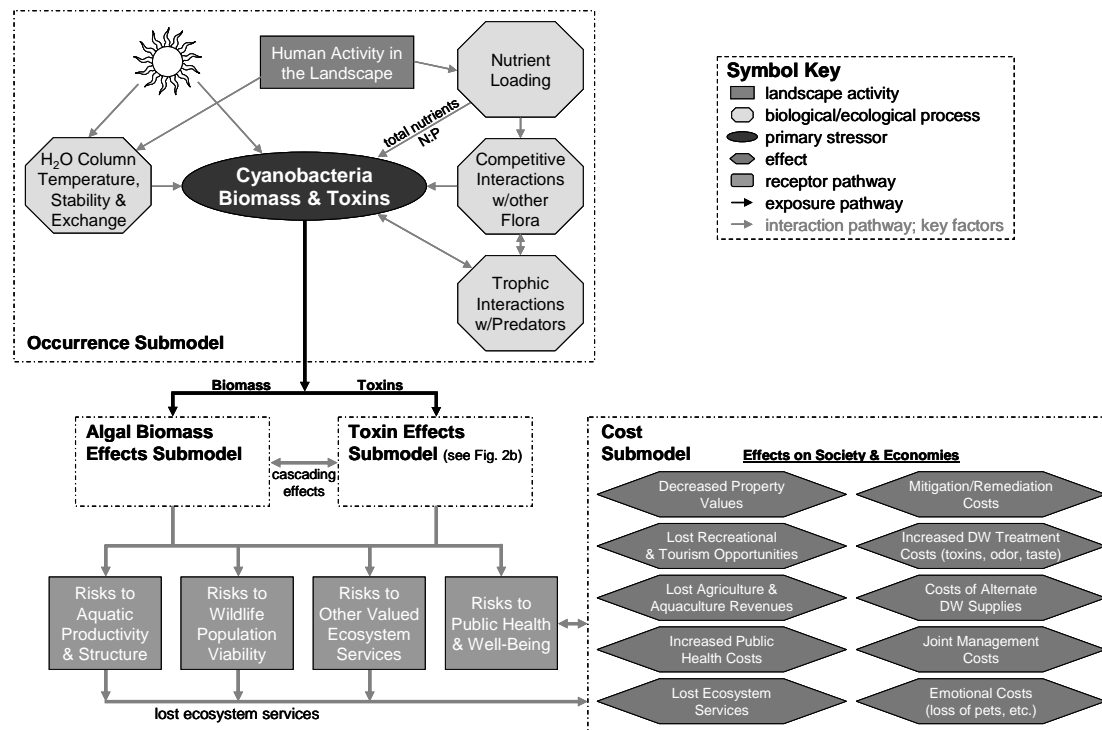 Human Activity in
the Landscape
Nutrient
Loading
total nutrients
N:P
H2O Column
Temperature,
Stability &
Exchange
Cyanobacteria
Biomass & Toxins
Competitive
Interactions
w/other
Flora
Trophic
Interactions
w/Predators
Occurrence Submodel
Symbol Key
landscape activity
biological/ecological process
primary stressor
effect
receptor pathway
exposure pathway
interaction pathway; key factors
Biomass
Toxins
Algal Biomass
Effects Submodel
cascading
effects
Toxin Effects
Submodel (see Fig. 2b)
Risks to
Aquatic
Productivity
& Structure
Risks to
Wildlife
Population
Viability
Risks to
Other Valued
Ecosystem
Services
Risks to
Public Health
& Well-Being
lost ecosystem services
Cost
Submodel
Effects on Society & Economies
Decreased Property
Values
Mitigation/Remediation
Costs
Lost Recreational
& Tourism Opportunities
Increased DW Treatment
Costs (toxins, odor, taste)
Lost Agriculture &
Aquaculture Revenues
Costs of Alternate
DW Supplies
Increased Public
Health Costs
Joint Management
Costs
Lost Ecosystem
Services
Emotional Costs
(loss of pets, etc.)